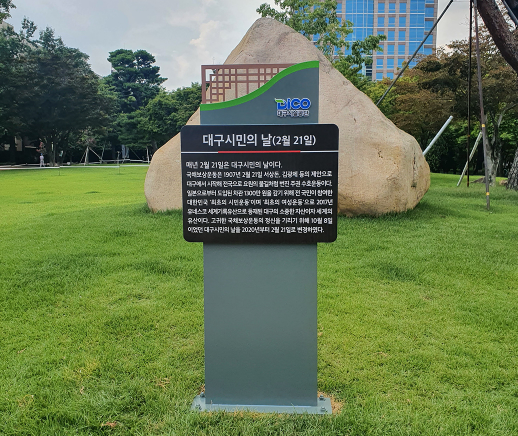 DICO
대구시설공단
대구시민의 날(2월 21일)
매년 2월 21일은 대구시민의 날이다.
국채보상운동은 1907년 2월 21일 서상돈, 김광제 등의 제안으로
대구에서 시작해 전국으로 요원의 불길처럼 번진 주권 수호운동이다.
일본으로부터 도입된 차관 1300만 원을 갚기 위해 전 국민이 참여한
대한민국 '최초의 시민운동'이며 '최초의 여성운동'으로 2017년
유네스코 세계기록유산으로 등재된 대구의 소중한 자산이자 세계의
유산이다. 고귀한 국채보상운동의 정신을 기리기 위해 10월 8일
이었던 대구시민의 날을 2020년부터 2월 21일로 변경하였다.